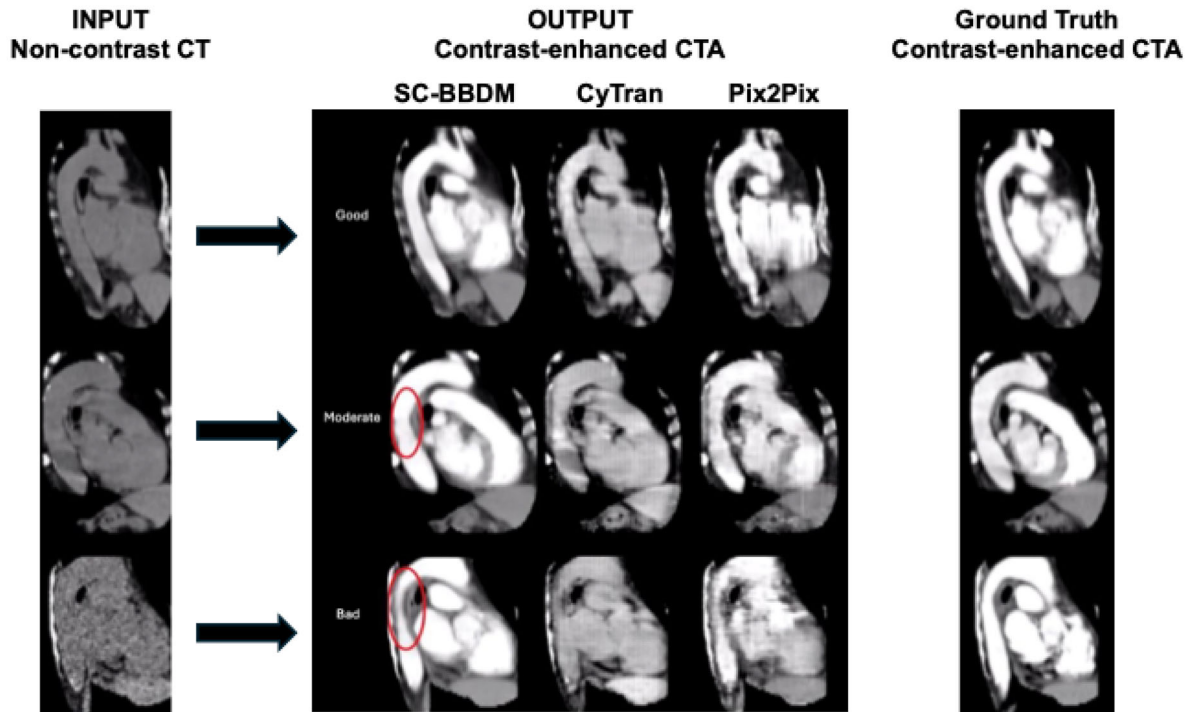 INPUT
Non-contrast CT
OUTPUT
Contrast-enhanced CTA
Ground Truth
Contrast-enhanced CTA
SC-BBDM CyTran Pix2Pix
Good
Moderate
Bad